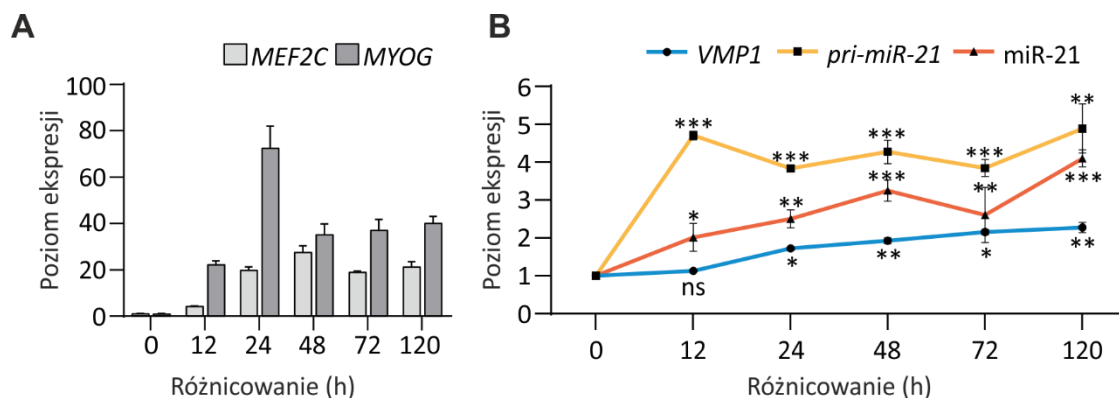 A
MEF2C MYOG
Poziom ekspresji
100
80
60
40
20
0
0 12 24 48 72 120
Różnicowanie (h)
B
VMP1 pri-miR-21 miR-21
Poziom ekspresji
6
5
4
3
2
1
0
*** *** *** *** **
* ** *** ** ***
ns * ** * **
0 12 24 48 72 120
Różnicowanie (h)